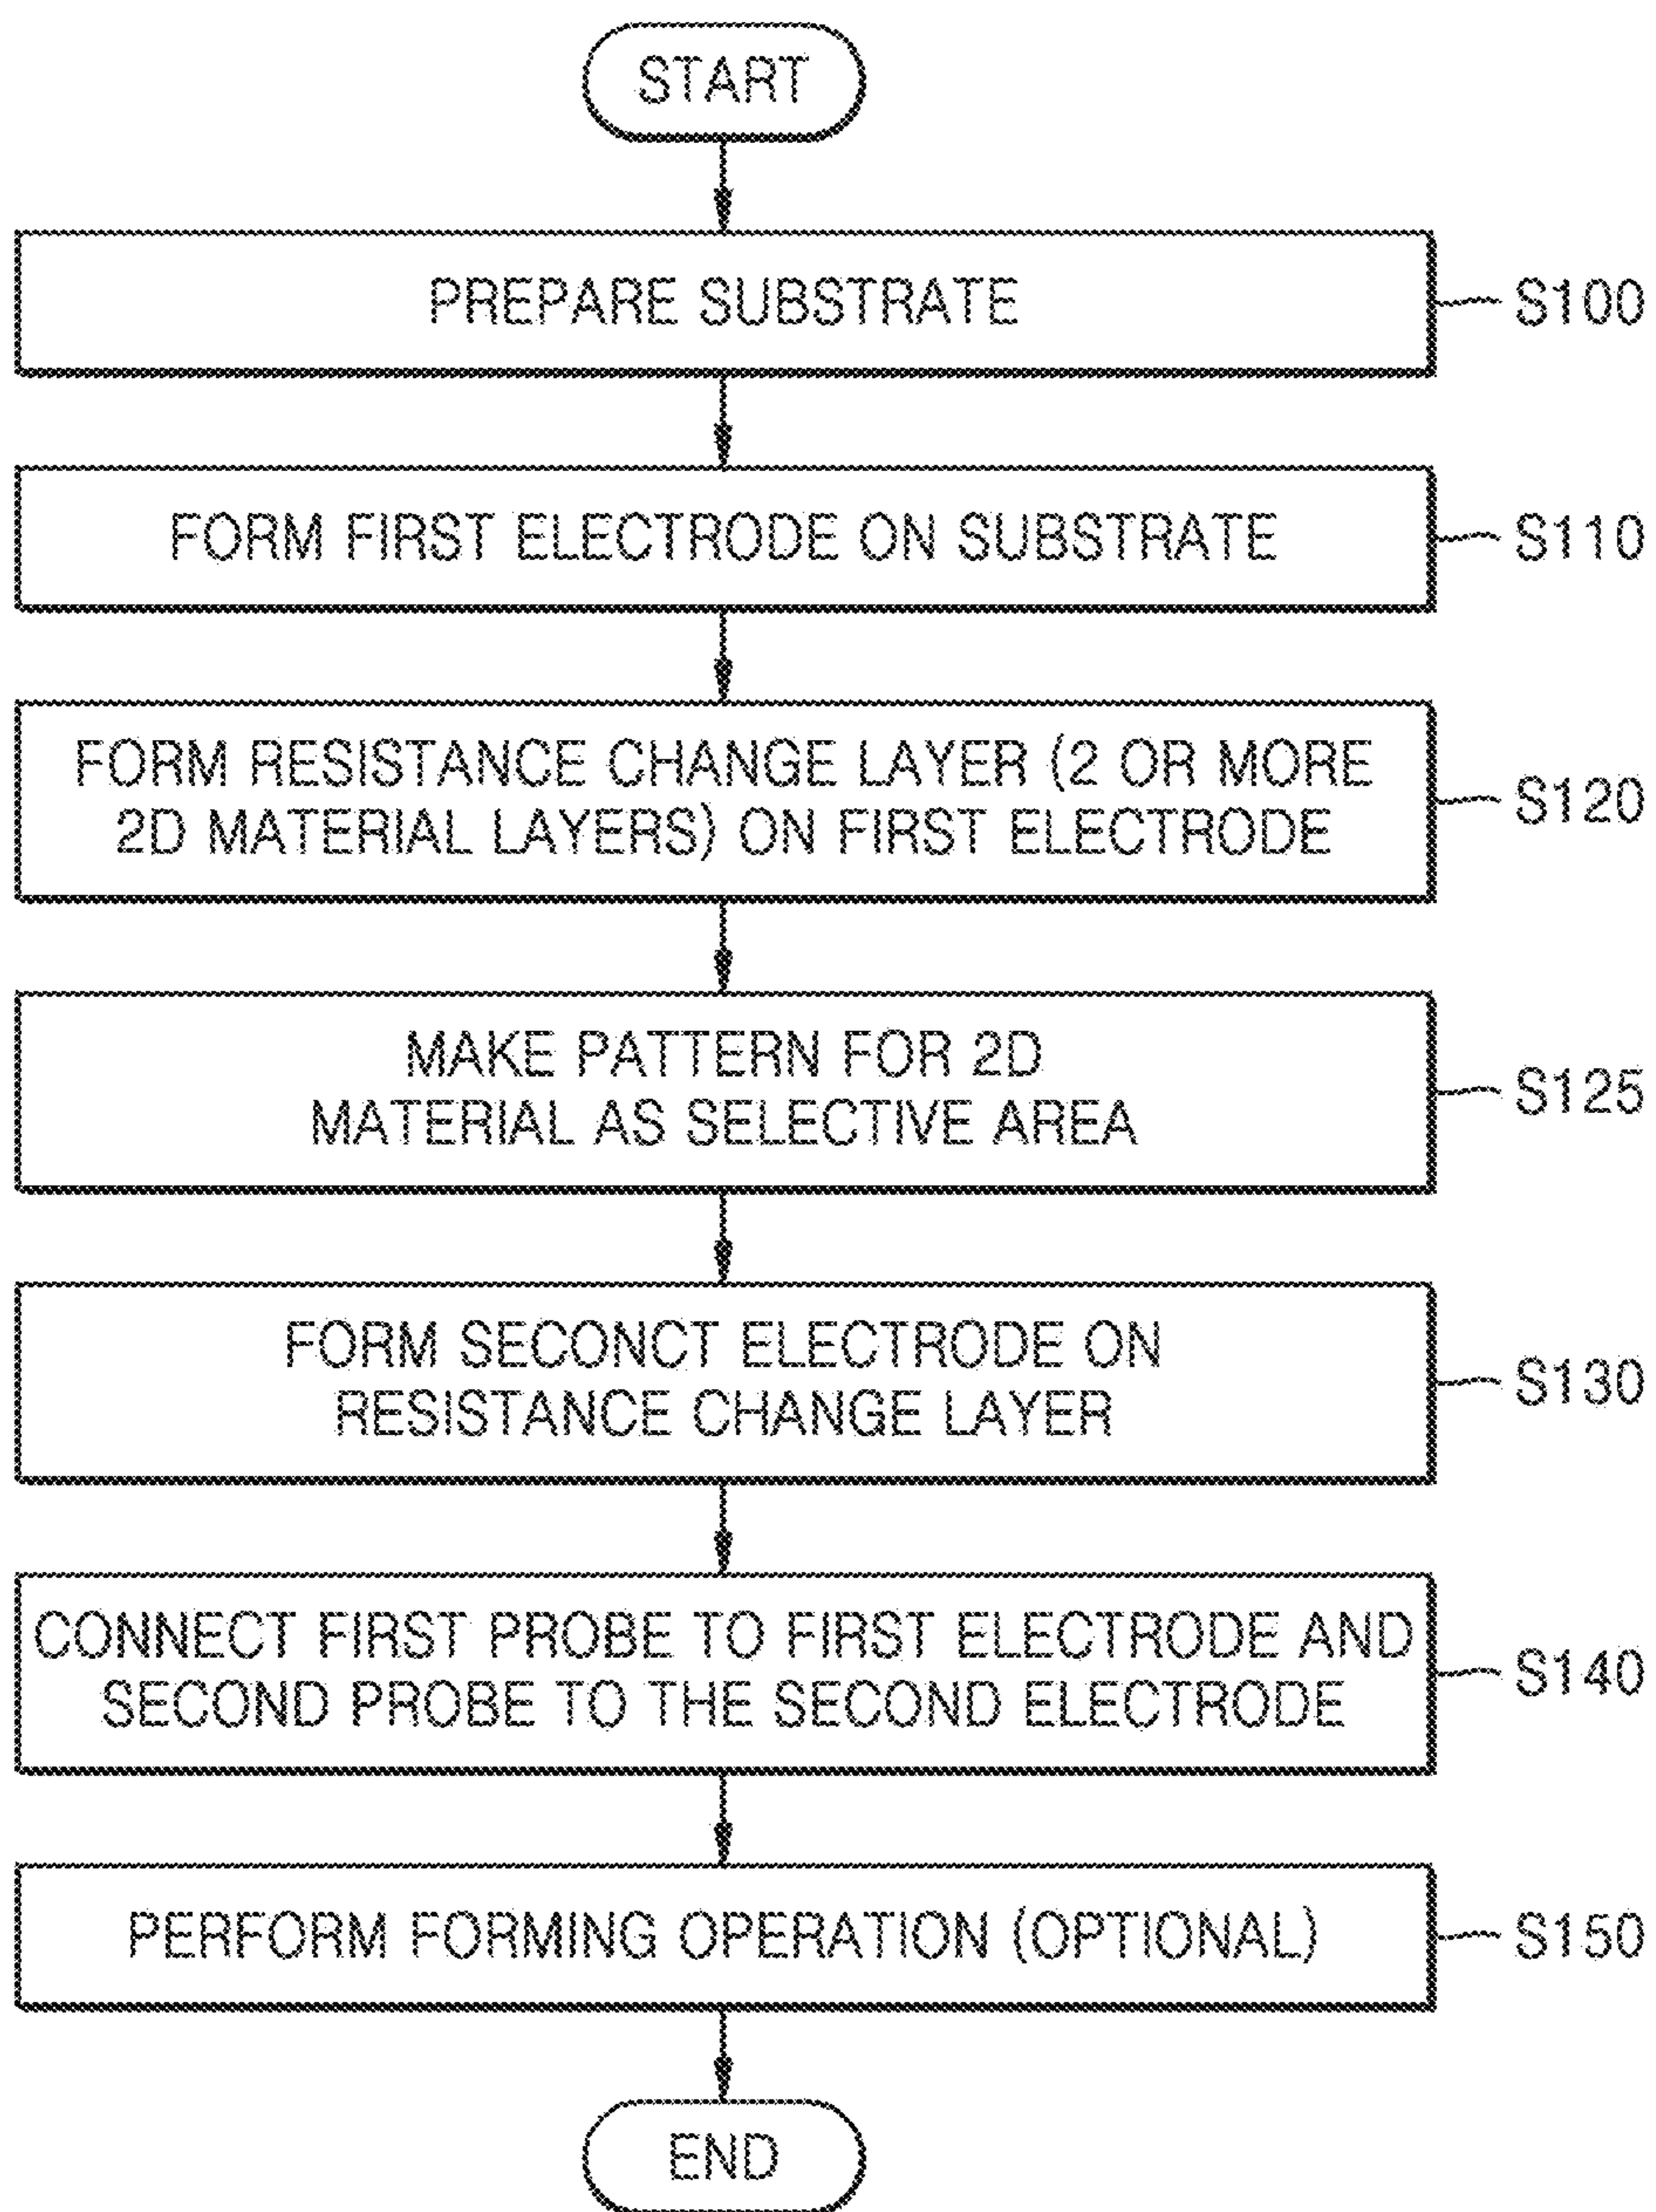 START
PREPARE SUBSTRATE
S100
FORM FIRST ELECTRODE ON SUBSTRATE
S110
FORM RESISTANCE CHANGE LAYER (2 OR MORE
2D MATERIAL LAYERS) ON FIRST ELECTRODE
S120
MAKE PATTERN FOR 2D
MATERIAL AS SELECTIVE AREA
S125
FORM SECONCT ELECTRODE ON
RESISTANCE CHANGE LAYER
S130
CONNECT FIRST PROBE TO FIRST ELECTRODE AND
SECOND PROBE TO THE SECOND ELECTRODE
S140
PERFORM FORMING OPERATION (OPTIONAL)
S150
END